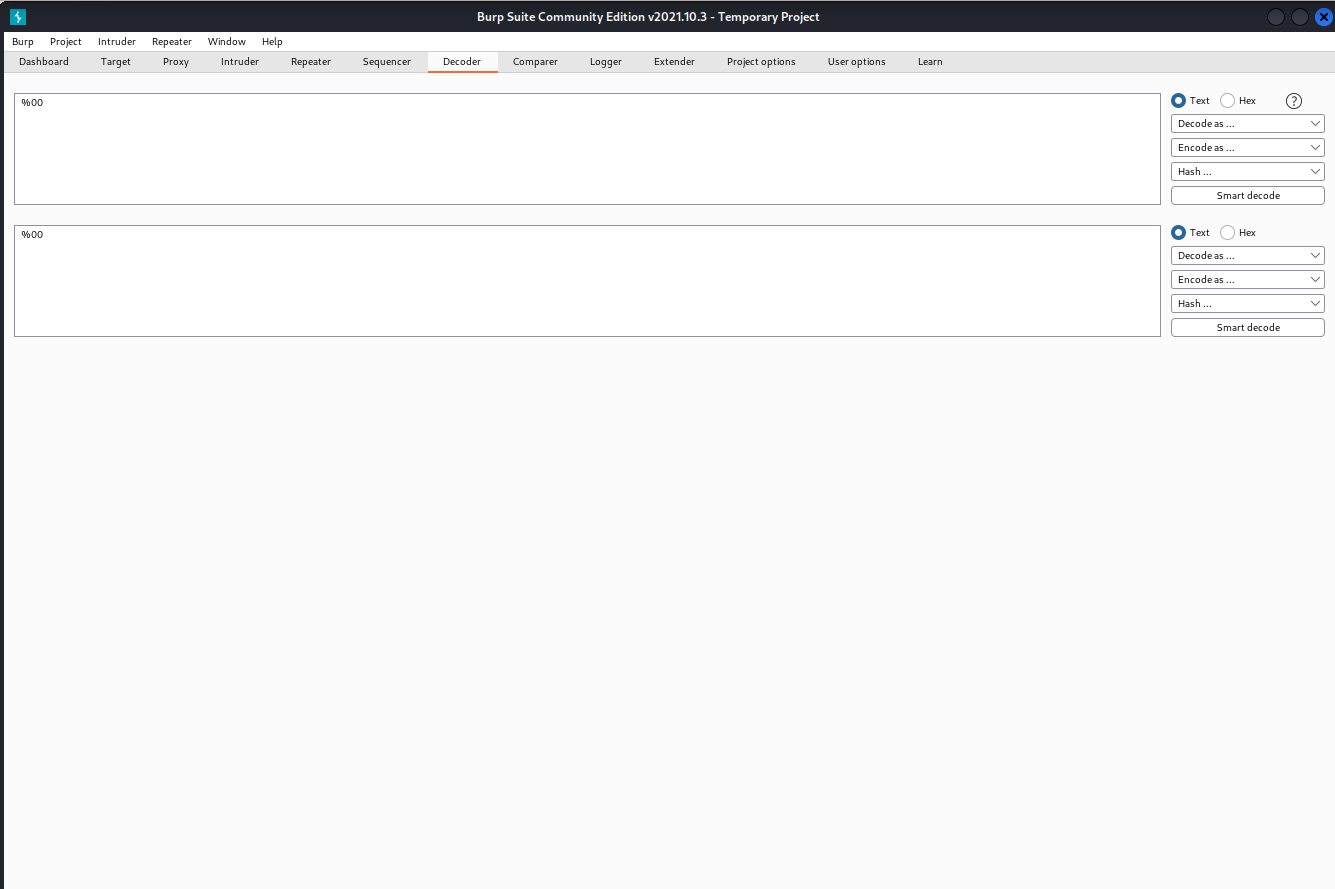 Burp Suite Community Edition v2021.10.3 - Temporary Project
Burp Project Intruder Repeater Window Help
Dashboard Target Proxy Intruder Repeater Sequencer Decoder Comparer Logger Extender Project options User options Learn
%00
Text Hex ?
Decode as ...
Encode as ...
Hash ...
Smart decode
%00
Text Hex
Decode as ...
Encode as ...
Hash ...
Smart decode